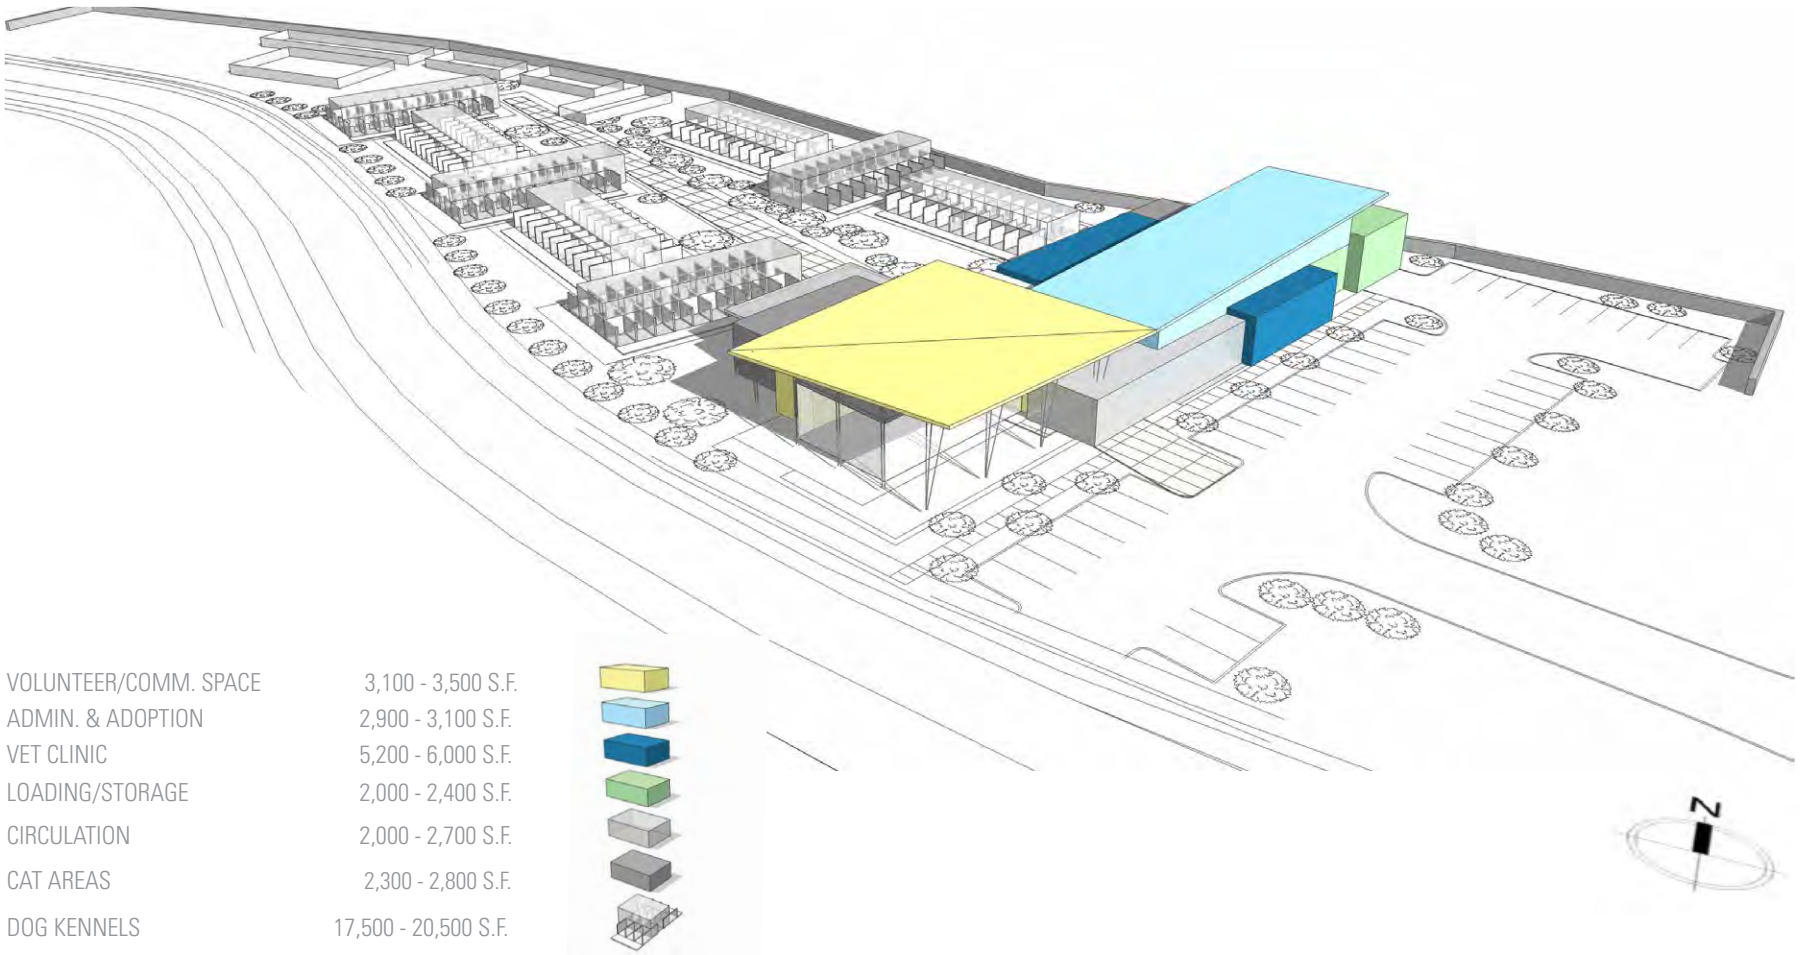 VOLUNTEER/COMM. SPACE 3,100 - 3,500 S.F.
ADMIN. & ADOPTION 2,900 - 3,100 S.F.
VET CLINIC 5,200 - 6,000 S.F.
LOADING/STORAGE 2,000 - 2,400 S.F.
CIRCULATION 2,000 - 2,700 S.F.
CAT AREAS 2,300 - 2,800 S.F.
DOG KENNELS 17,500 - 20,500 S.F.
N